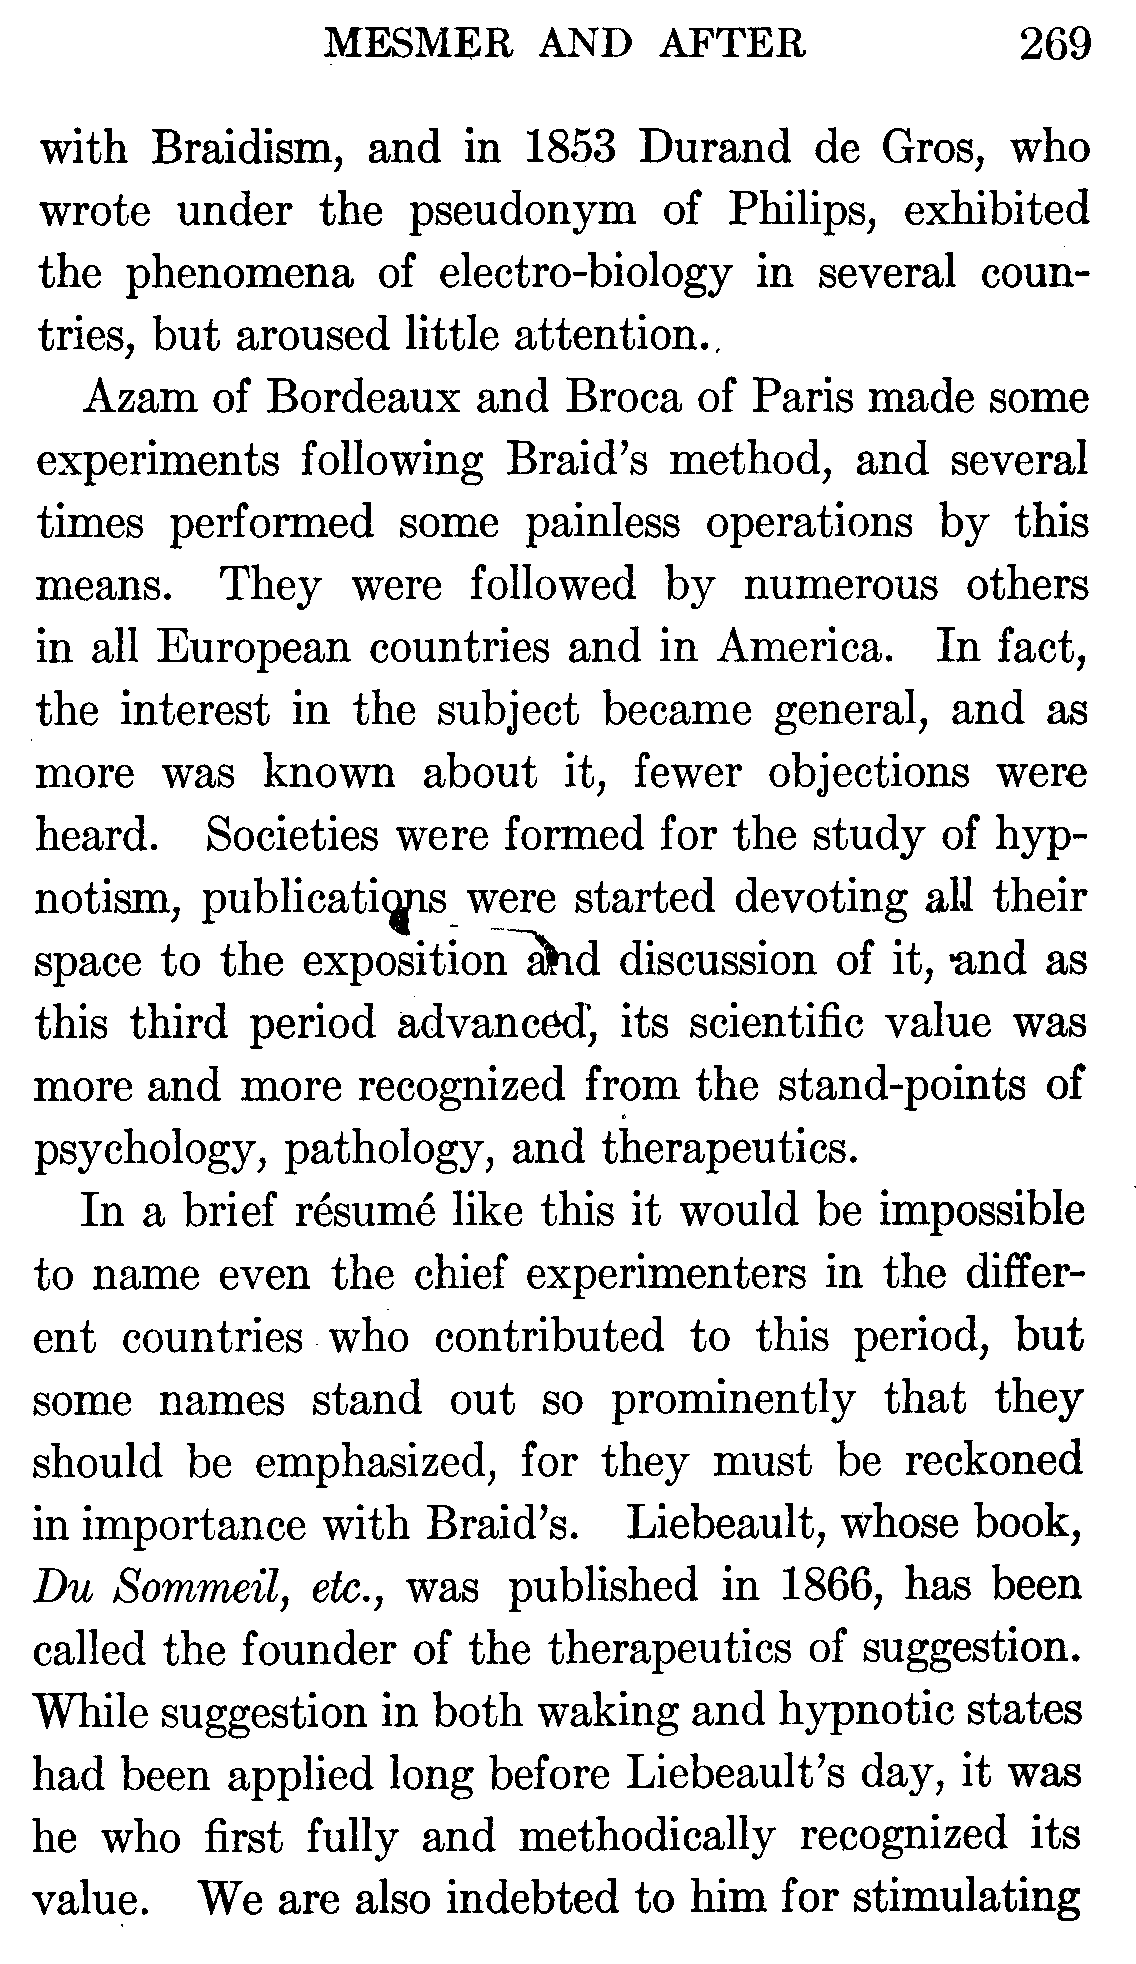 MESMER AND AFTER 269
with Braidism, and in 1853 Durand de Gros, who
wrote under the pseudonym of Philips, exhibited
the phenomena of electro-biology in several coun-
tries, but aroused little attention.
Azam of Bordeaux and Broca of Paris made some
experiments following Braid's method, and several
times performed some painless operations by this
means. They were followed by numerous others
in all European countries and in America. In fact,
the interest in the subject became general, and as
more was known about it, fewer objections were
heard. Societies were formed for the study of hyp-
notism, publications were started devoting all their
space to the exposition and discussion of it, and as
this third period advanced, its scientific value was
more and more recognized from the stand-points of
psychology, pathology, and therapeutics.
In a brief résumé like this it would be impossible
to name even the chief experimenters in the differ-
ent countries who contributed to this period, but
some names stand out so prominently that they
should be emphasized, for they must be reckoned
in importance with Braid's. Liebeault, whose book,
Du Sommeil, etc., was published in 1866, has been
called the founder of the therapeutics of suggestion.
While suggestion in both waking and hypnotic states
had been applied long before Liebeault's day, it was
he who first fully and methodically recognized its
value. We are also indebted to him for stimulating